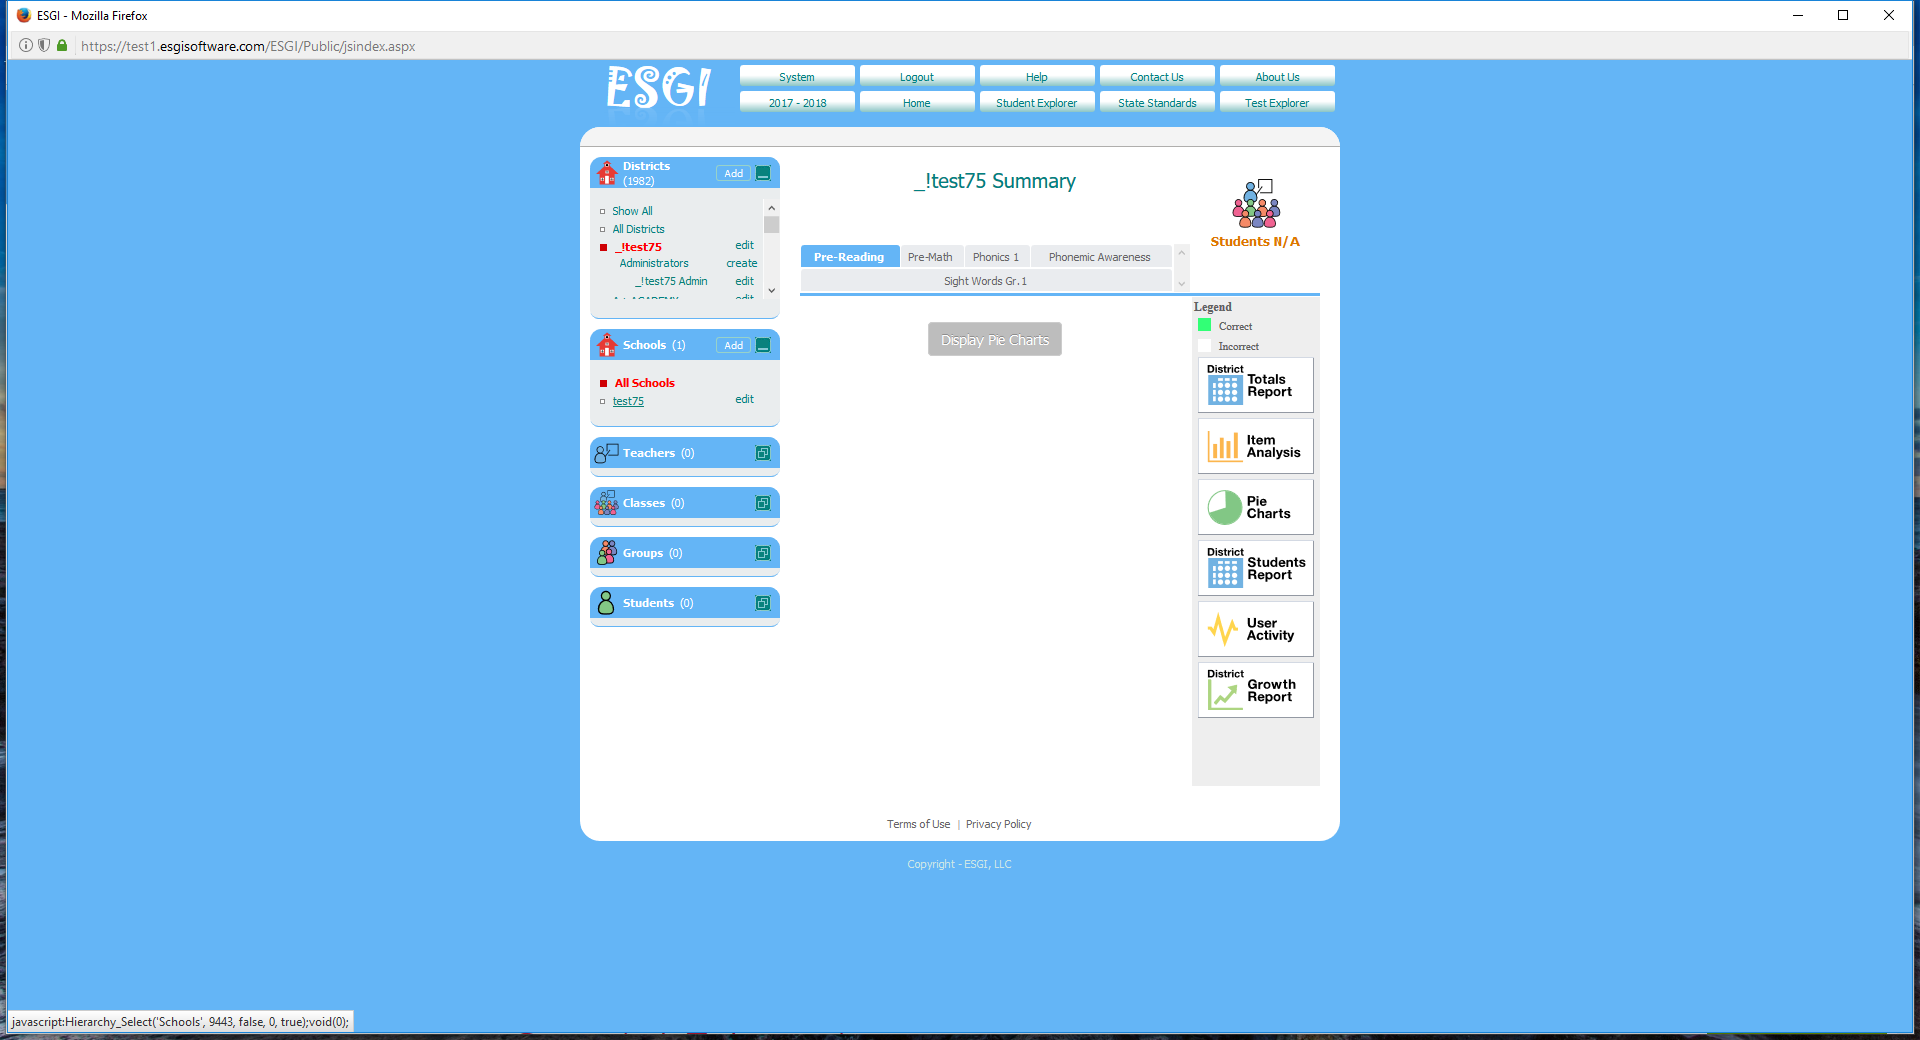 ESGI - Mozilla Firefox
https://test1.esgisoftware.com/ESGI/Public/jsindex.aspx
ESGI
System Logout Help Contact Us About Us
2017 - 2018 Home Student Explorer State Standards Test Explorer
Districts
(1982)
Add
Show All
All Districts
_!test75 edit
Administrators create
_!test75 Admin edit
edit
Schools (1) Add
All Schools
test75 edit
Teachers (0)
Classes (0)
Groups (0)
Students (0)
_!test75 Summary
Students N/A
Pre-Reading Pre-Math Phonics 1 Phonemic Awareness
Sight Words Gr.1
Display Pie Charts
Legend
Correct
Incorrect
District
Totals
Report
Item
Analysis
Pie
Charts
District
Students
Report
User
Activity
District
Growth
Report
Terms of Use | Privacy Policy
Copyright - ESGI, LLC
javascript:Hierarchy_Select('Schools', 9443, false, 0, true);void(0);